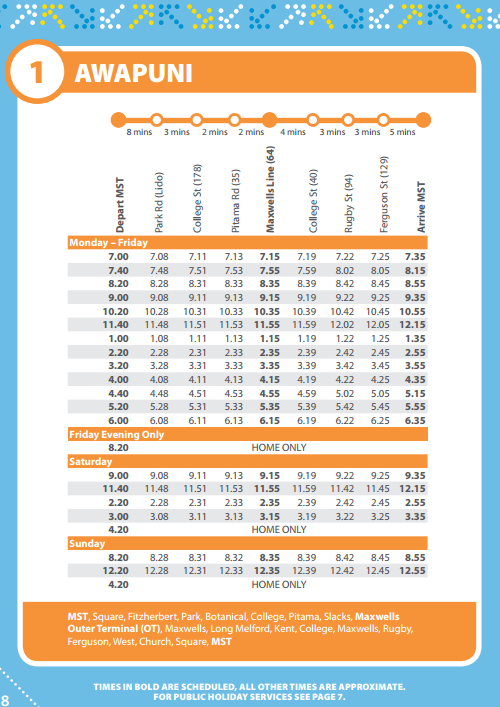 1 AWAPUNI
8 mins 3 mins 2 mins 2 mins 4 mins 3 mins 3 mins 5 mins
Depart MST
Park Rd (Lido)
College St (178)
Pitama Rd (35)
Maxwells Line (64)
College St (40)
Rugby St (94)
Ferguson St (129)
Arrive MST
Monday – Friday
7.00 7.08 7.11 7.13 7.15 7.19 7.22 7.25 7.35
7.40 7.48 7.51 7.53 7.55 7.59 8.02 8.05 8.15
8.20 8.28 8.31 8.33 8.35 8.39 8.42 8.45 8.55
9.00 9.08 9.11 9.13 9.15 9.19 9.22 9.25 9.35
10.20 10.28 10.31 10.33 10.35 10.39 10.42 10.45 10.55
11.40 11.48 11.51 11.53 11.55 11.59 12.02 12.05 12.15
1.00 1.08 1.11 1.13 1.15 1.19 1.22 1.25 1.35
2.20 2.28 2.31 2.33 2.35 2.39 2.42 2.45 2.55
3.20 3.28 3.31 3.33 3.35 3.39 3.42 3.45 3.55
4.00 4.08 4.11 4.13 4.15 4.19 4.22 4.25 4.35
4.40 4.48 4.51 4.53 4.55 4.59 5.02 5.05 5.15
5.20 5.28 5.31 5.33 5.35 5.39 5.42 5.45 5.55
6.00 6.08 6.11 6.13 6.15 6.19 6.22 6.25 6.35
Friday Evening Only
8.20 HOME ONLY
Saturday
9.00 9.08 9.11 9.13 9.15 9.19 9.22 9.25 9.35
11.40 11.48 11.51 11.53 11.55 11.59 11.42 11.45 12.15
2.20 2.28 2.31 2.33 2.35 2.39 2.42 2.45 2.55
3.00 3.08 3.11 3.13 3.15 3.19 3.22 3.25 3.35
4.20 HOME ONLY
Sunday
8.20 8.28 8.31 8.32 8.35 8.39 8.42 8.45 8.55
12.20 12.28 12.31 12.33 12.35 12.39 12.42 12.45 12.55
4.20 HOME ONLY
MST, Square, Fitzherbert, Park, Botanical, College, Pitama, Slacks, Maxwells
Outer Terminal (OT), Maxwells, Long Melford, Kent, College, Maxwells, Rugby,
Ferguson, West, Church, Square, MST
TIMES IN BOLD ARE SCHEDULED, ALL OTHER TIMES ARE APPROXIMATE.
FOR PUBLIC HOLIDAY SERVICES SEE PAGE 7.
8